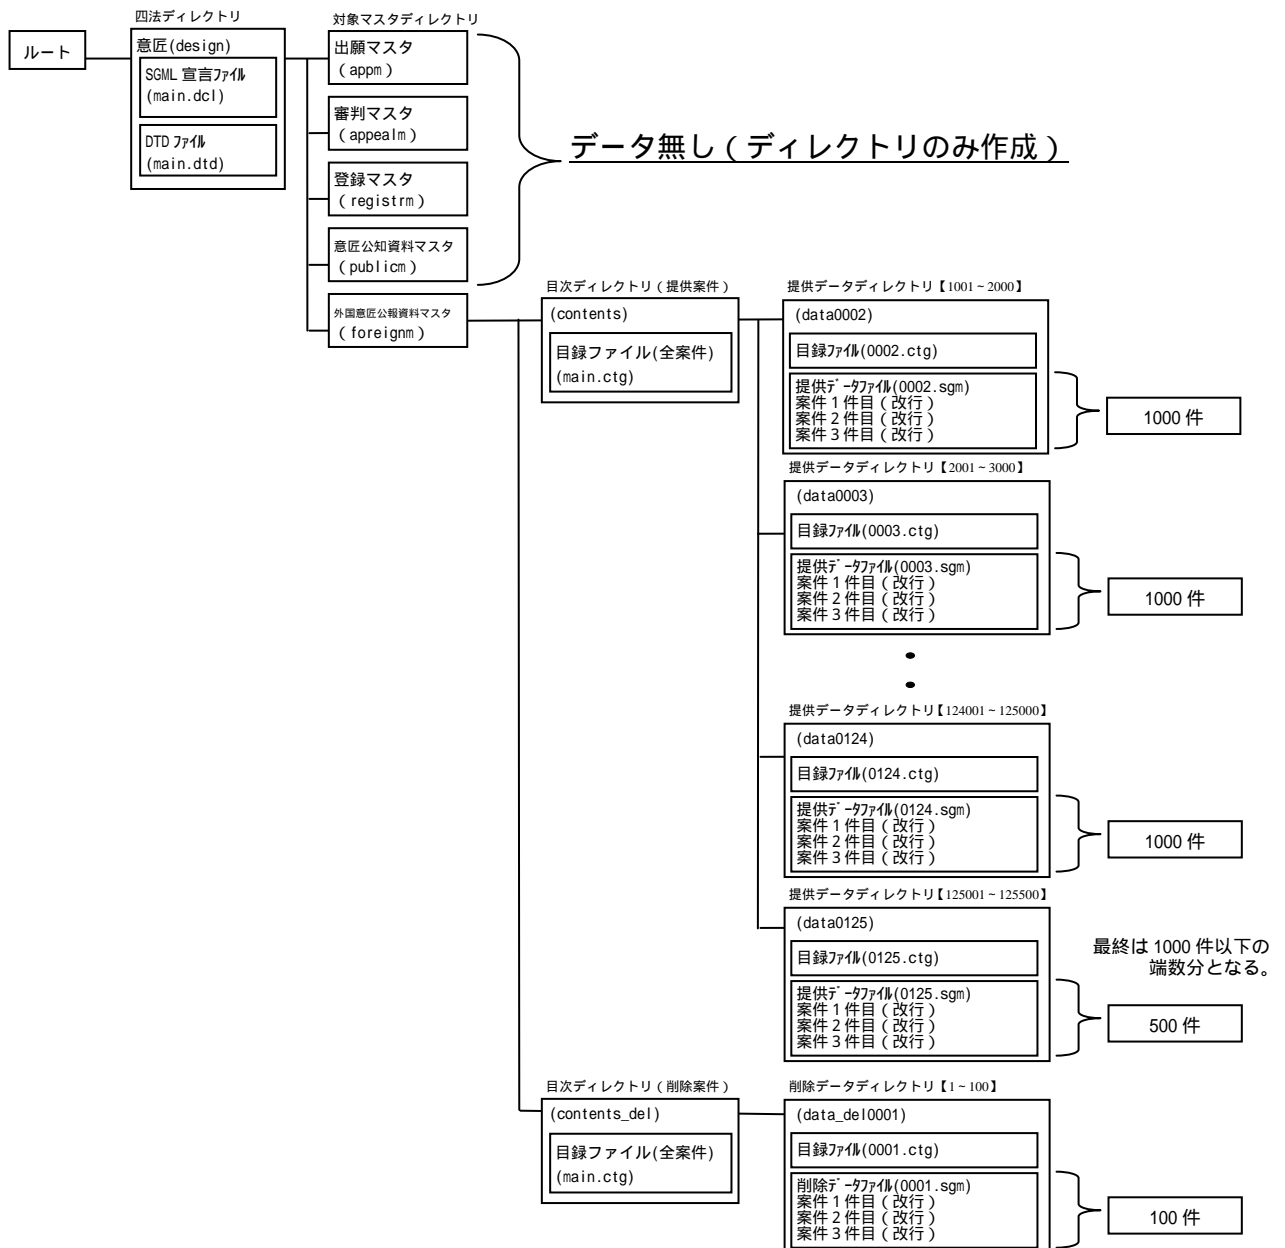 四法ディレクトリ
対象マスタディレクトリ
ルート
意匠(design)
SGML 宣言ファイル
(main.dcl)
DTD ファイル
(main.dtd)
出願マスタ
(appm)
審判マスタ
(appealm)
登録マスタ
(registrm)
意匠公知資料マスタ
(publicm)
外国意匠公報資料マスタ
(foreignm)
データ無し(ディレクトリのみ作成)
目次ディレクトリ(提供案件)
(contents)
目録ファイル(全案件)
(main.ctg)
提供データディレクトリ【1001~2000】
(data0002)
目録ファイル(0002.ctg)
提供データファイル(0002.sgm)
案件1件目(改行)
案件2件目(改行)
案件3件目(改行)
1000 件
提供データディレクトリ【2001~3000】
(data0003)
目録ファイル(0003.ctg)
提供データファイル(0003.sgm)
案件1件目(改行)
案件2件目(改行)
案件3件目(改行)
1000 件
提供データディレクトリ【124001~125000】
(data0124)
目録ファイル(0124.ctg)
提供データファイル(0124.sgm)
案件1件目(改行)
案件2件目(改行)
案件3件目(改行)
1000 件
提供データディレクトリ【125001~125500】
(data0125)
目録ファイル(0125.ctg)
提供データファイル(0125.sgm)
案件1件目(改行)
案件2件目(改行)
案件3件目(改行)
最終は 1000 件以下の
端数分となる。
500 件
目次ディレクトリ(削除案件)
(contents_del)
目録ファイル(全案件)
(main.ctg)
削除データディレクトリ【1~100】
(data_del0001)
目録ファイル(0001.ctg)
削除データファイル(0001.sgm)
案件1件目(改行)
案件2件目(改行)
案件3件目(改行)
100 件